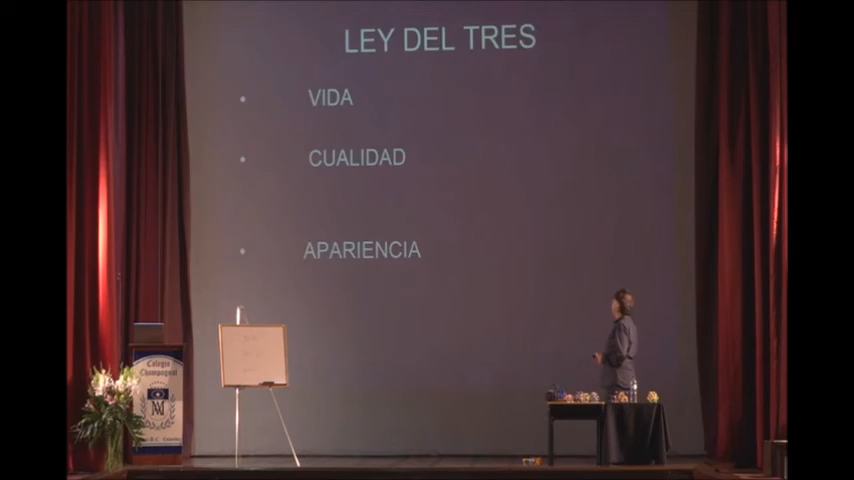 LEY DEL TRES
• VIDA
• CUALIDAD
• APARIENCIA
Colegio
Champagnat